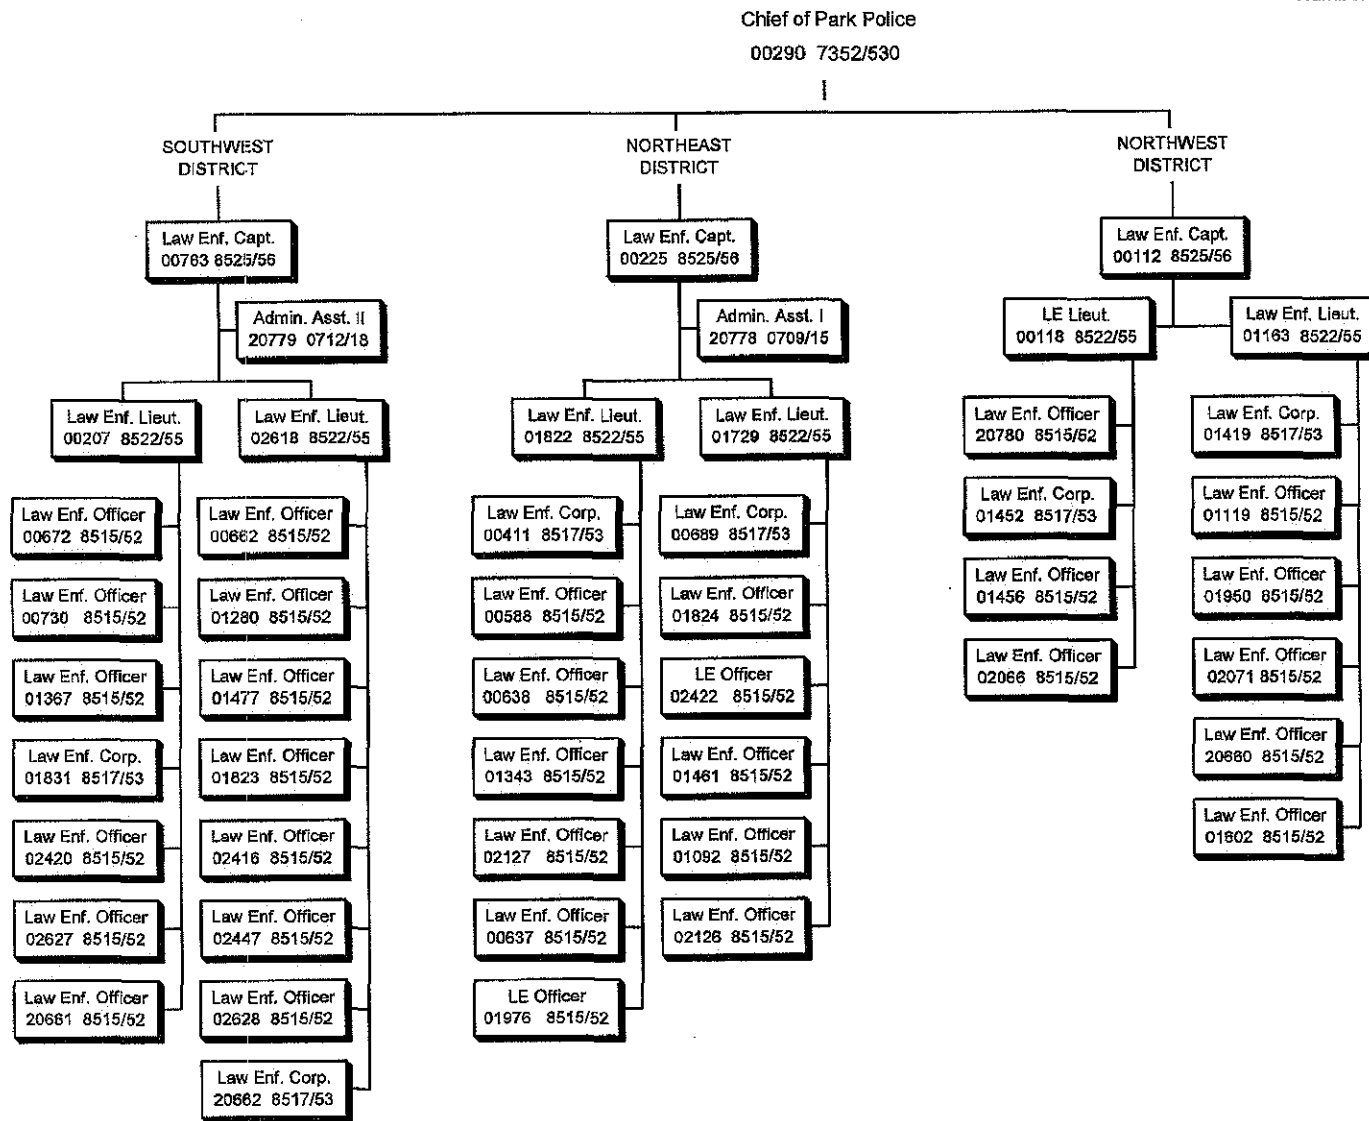 Chief of Park Police
00290 7352/530
SOUTHWEST
DISTRICT
Law Enf. Capt.
00763 8525/56
Admin. Asst. II
20779 0712/18
Law Enf. Lieut.
00207 8522/55
Law Enf. Officer
00672 8515/52
Law Enf. Officer
00730 8515/52
Law Enf. Officer
01367 8515/52
Law Enf. Corp.
01831 8517/53
Law Enf. Officer
02420 8515/52
Law Enf. Officer
02627 8515/52
Law Enf. Officer
20661 8515/52
Law Enf. Lieut.
02618 8522/55
Law Enf. Officer
00662 8515/52
Law Enf. Officer
01280 8515/52
Law Enf. Officer
01477 8515/52
Law Enf. Officer
01823 8515/52
Law Enf. Officer
02416 8515/52
Law Enf. Officer
02447 8515/52
Law Enf. Officer
02628 8515/52
Law Enf. Corp.
20662 8517/53
NORTHEAST
DISTRICT
Law Enf. Capt.
00225 8525/56
Admin. Asst. I
20778 0709/15
Law Enf. Lieut.
01822 8522/55
Law Enf. Corp.
00411 8517/53
Law Enf. Officer
00588 8515/52
Law Enf. Officer
00638 8515/52
Law Enf. Officer
01343 8515/52
Law Enf. Officer
02127 8515/52
Law Enf. Officer
00637 8515/52
LE Officer
01976 8515/52
Law Enf. Lieut.
01729 8522/55
Law Enf. Corp.
00689 8517/53
Law Enf. Officer
01824 8515/52
LE Officer
02422 8515/52
Law Enf. Officer
01461 8515/52
Law Enf. Officer
01092 8515/52
Law Enf. Officer
02126 8515/52
NORTHWEST
DISTRICT
Law Enf. Capt.
00112 8525/56
LE Lieut.
00118 8522/55
Law Enf. Officer
20780 8515/52
Law Enf. Corp.
01452 8517/53
Law Enf. Officer
01456 8515/52
Law Enf. Officer
02066 8515/52
Law Enf. Lieut.
01163 8522/55
Law Enf. Corp.
01419 8517/53
Law Enf. Officer
01119 8515/52
Law Enf. Officer
01950 8515/52
Law Enf. Officer
02071 8515/52
Law Enf. Officer
20660 8515/52
Law Enf. Officer
01602 8515/52